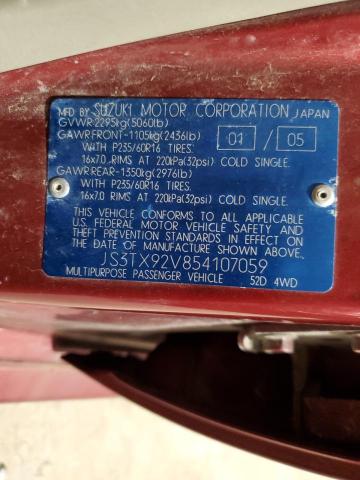 MFD BY SUZUKI MOTOR CORPORATION JAPAN
GVWR:2295kg(5060lb)
GAWR:FRONT-1105kg(2436lb) 01 / 05
WITH P235/60R16 TIRES.
16x7.0 RIMS AT 220kPa(32psi) COLD SINGLE.
GAWR:REAR-1350kg(2976lb)
WITH P235/60R16 TIRES
16x7.0 RIMS AT 220kPa(32psi) COLD SINGLE.
THIS VEHICLE CONFORMS TO ALL APPLICABLE
U.S. FEDERAL MOTOR VEHICLE SAFETY AND
THEFT PREVENTION STANDARDS IN EFFECT ON
THE DATE OF MANUFACTURE SHOWN ABOVE.
JS3TX92V854107059
MULTIPURPOSE PASSENGER VEHICLE 52D 4WD